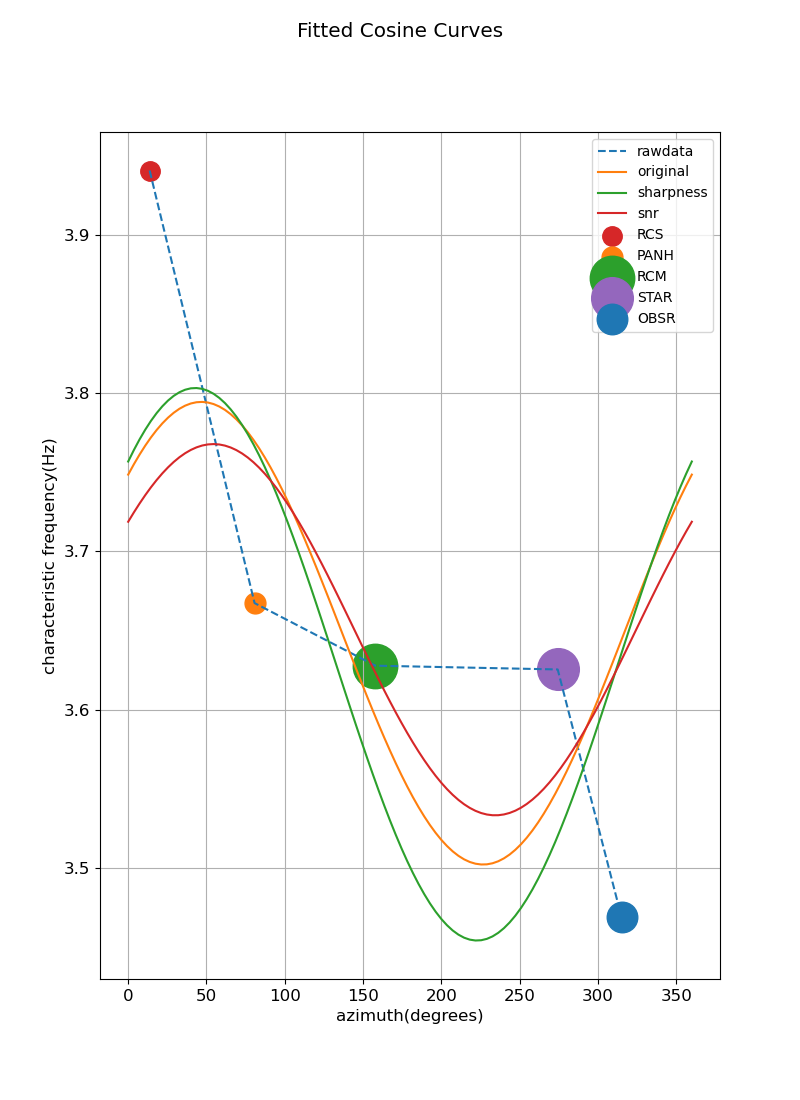 Fitted Cosine Curves
rawdata
original
sharpness
snr
RCS
PANH
RCM
STAR
OBSR
characteristic frequency(Hz)
3.9
3.8
3.7
3.6
3.5
0 50 100 150 200 250 300 350
azimuth(degrees)